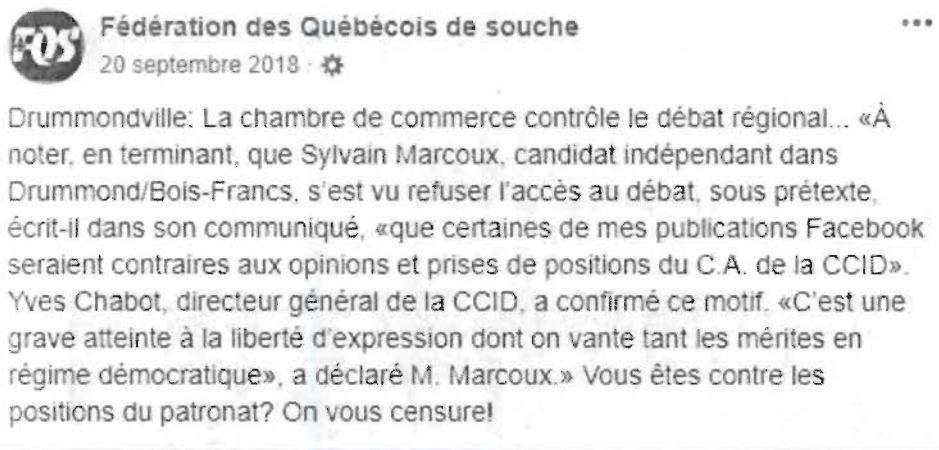 FQS
Fédération des Québécois de souche
20 septembre 2018 ·
Drummondville: La chambre de commerce contrôle le débat régional... «À
noter, en terminant, que Sylvain Marcoux, candidat indépendant dans
Drummond/Bois-Francs, s'est vu refuser l'accès au débat, sous prétexte,
écrit-il dans son communiqué, «que certaines de mes publications Facebook
seraient contraires aux opinions et prises de positions du C.A. de la CCID».
Yves Chabot, directeur général de la CCID, a confirmé ce motif. «C'est une
grave atteinte à la liberté d'expression dont on vante tant les mérites en
régime démocratique», a déclaré M. Marcoux.» Vous êtes contre les
positions du patronat? On vous censure!